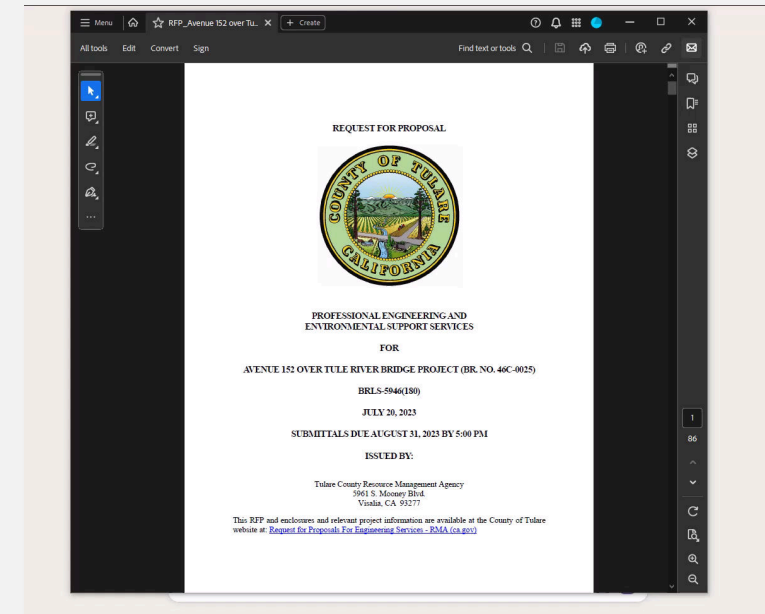 Menu
RFP_Avenue 152 over Tu...
+ Create
All tools Edit Convert Sign
Find text or tools
REQUEST FOR PROPOSAL
COUNTY OF TULARE
CALIFORNIA
PROFESSIONAL ENGINEERING AND
ENVIRONMENTAL SUPPORT SERVICES
FOR
AVENUE 152 OVER TULE RIVER BRIDGE PROJECT (BR. NO. 46C-0025)
BRLS-5946(180)
JULY 20, 2023
SUBMITTALS DUE AUGUST 31, 2023 BY 5:00 PM
ISSUED BY:
Tulare County Resource Management Agency
5961 S. Mooney Blvd.
Visalia, CA 93277
This RFP and enclosures and relevant project information are available at the County of Tulare
website at: Request for Proposals For Engineering Services - RMA (ca.gov)
1
86